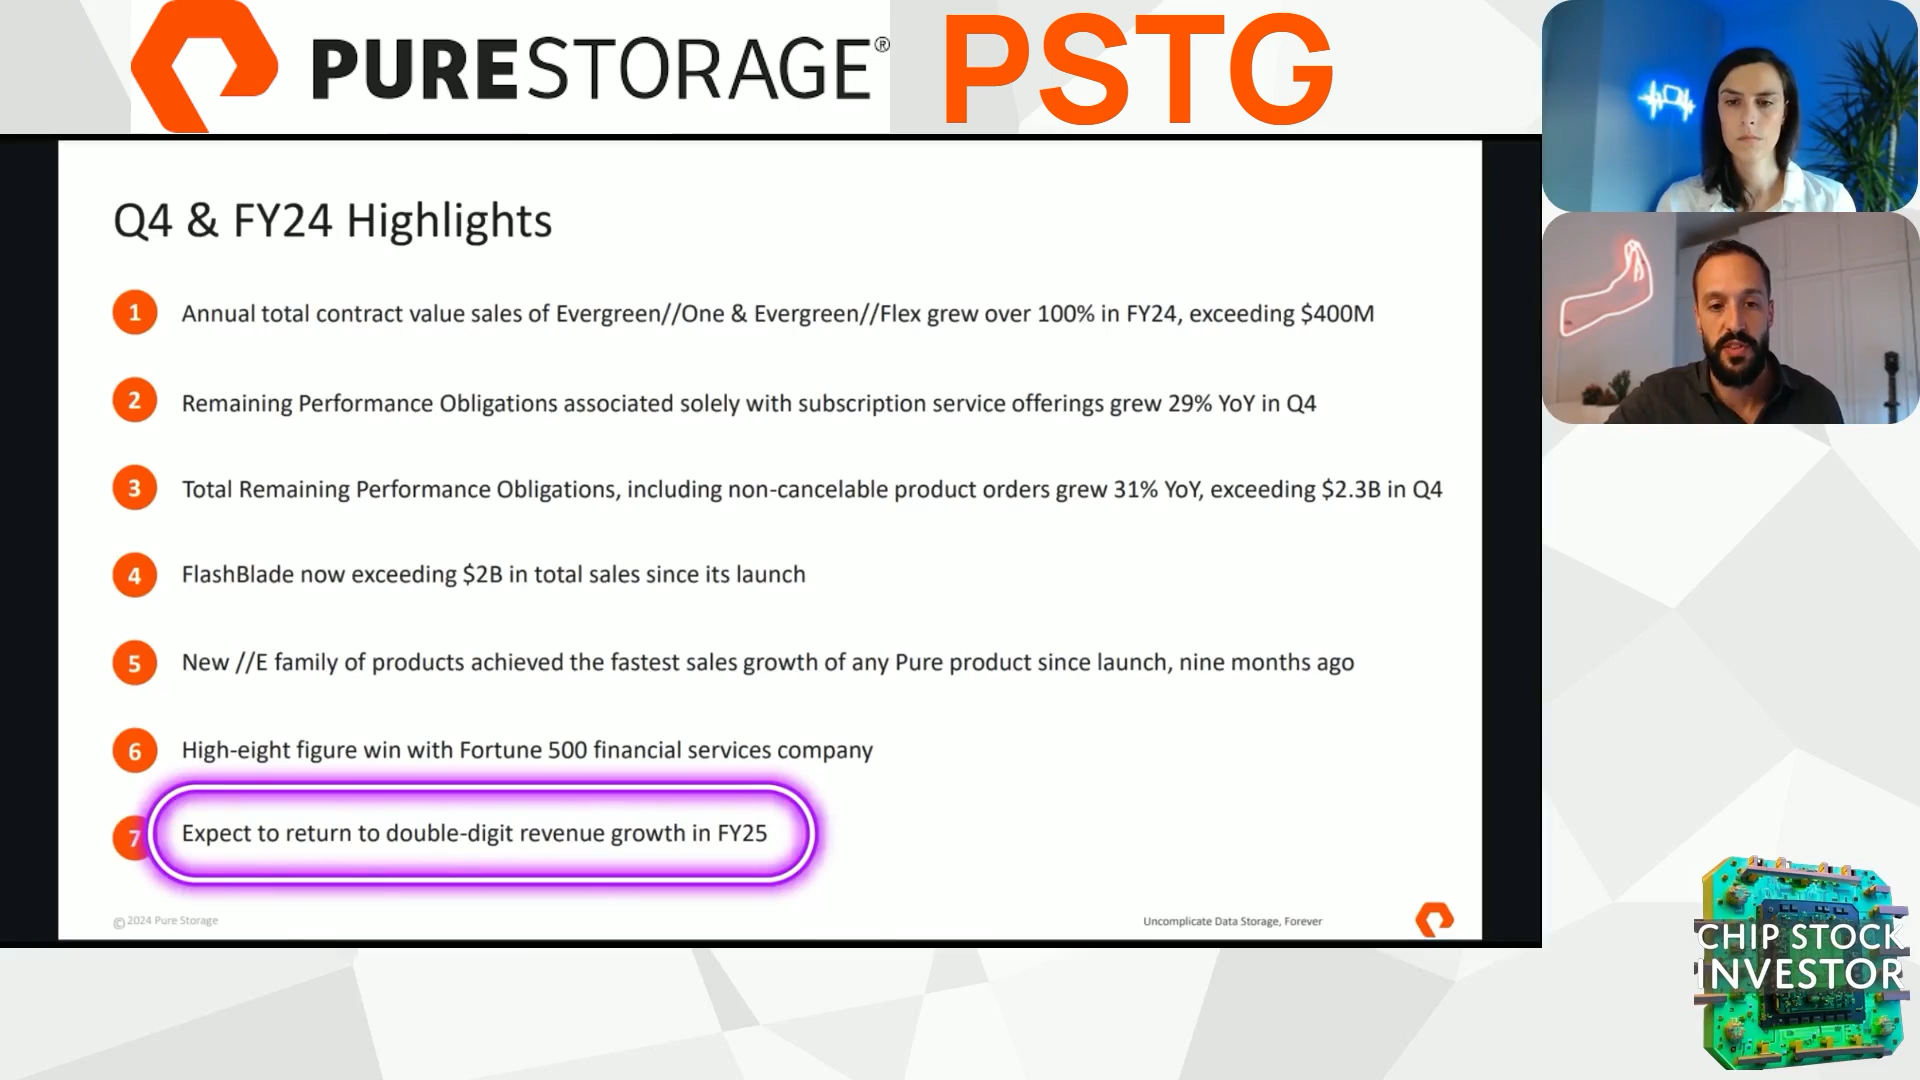 PURESTORAGE® PSTG
Q4 & FY24 Highlights
1 Annual total contract value sales of Evergreen//One & Evergreen//Flex grew over 100% in FY24, exceeding $400M
2 Remaining Performance Obligations associated solely with subscription service offerings grew 29% YoY in Q4
3 Total Remaining Performance Obligations, including non-cancelable product orders grew 31% YoY, exceeding $2.3B in Q4
4 FlashBlade now exceeding $2B in total sales since its launch
5 New //E family of products achieved the fastest sales growth of any Pure product since launch, nine months ago
6 High-eight figure win with Fortune 500 financial services company
7 Expect to return to double-digit revenue growth in FY25
© 2024 Pure Storage
Uncomplicate Data Storage, Forever
CHIP STOCK
INVESTOR